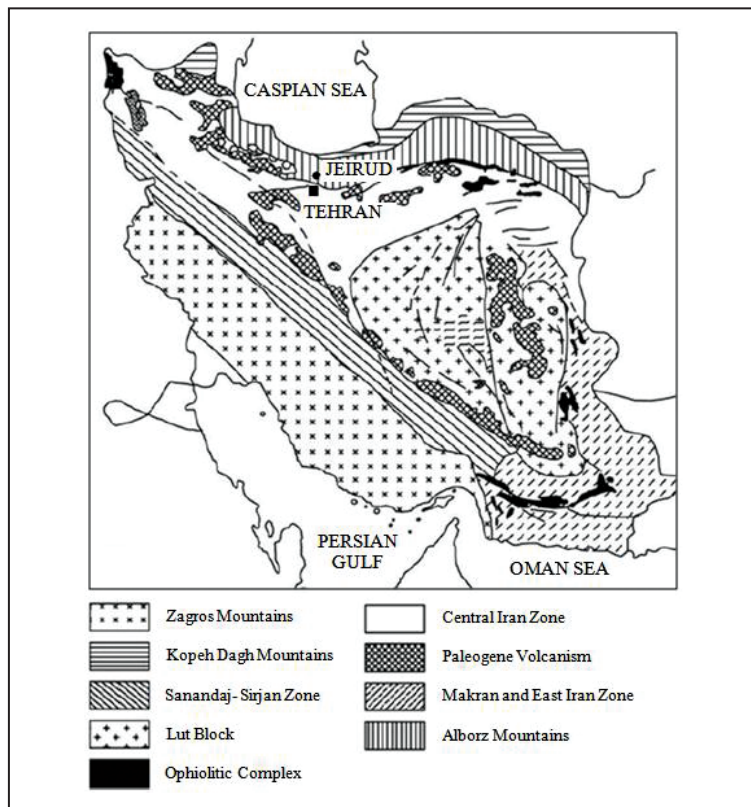 CASPIAN SEA
JEIRUD
TEHRAN
PERSIAN
GULF
OMAN SEA
Zagros Mountains
Central Iran Zone
Kopeh Dagh Mountains
Paleogene Volcanism
Sanandaj- Sirjan Zone
Makran and East Iran Zone
Lut Block
Alborz Mountains
Ophiolitic Complex